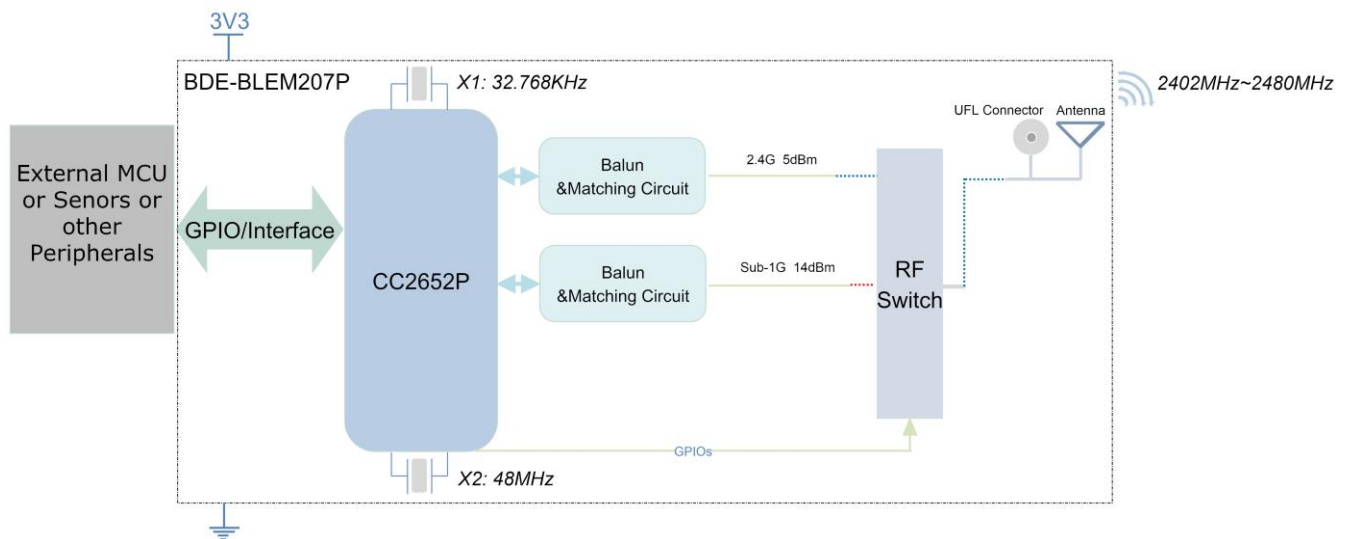 3V3
BDE-BLEM207P
X1: 32.768KHz
2402MHz~2480MHz
UFL Connector
Antenna
External MCU
or Senors or
other
Peripherals
GPIO/Interface
CC2652P
Balun
&Matching Circuit
2.4G 5dBm
Balun
&Matching Circuit
Sub-1G 14dBm
RF
Switch
GPIOs
X2: 48MHz